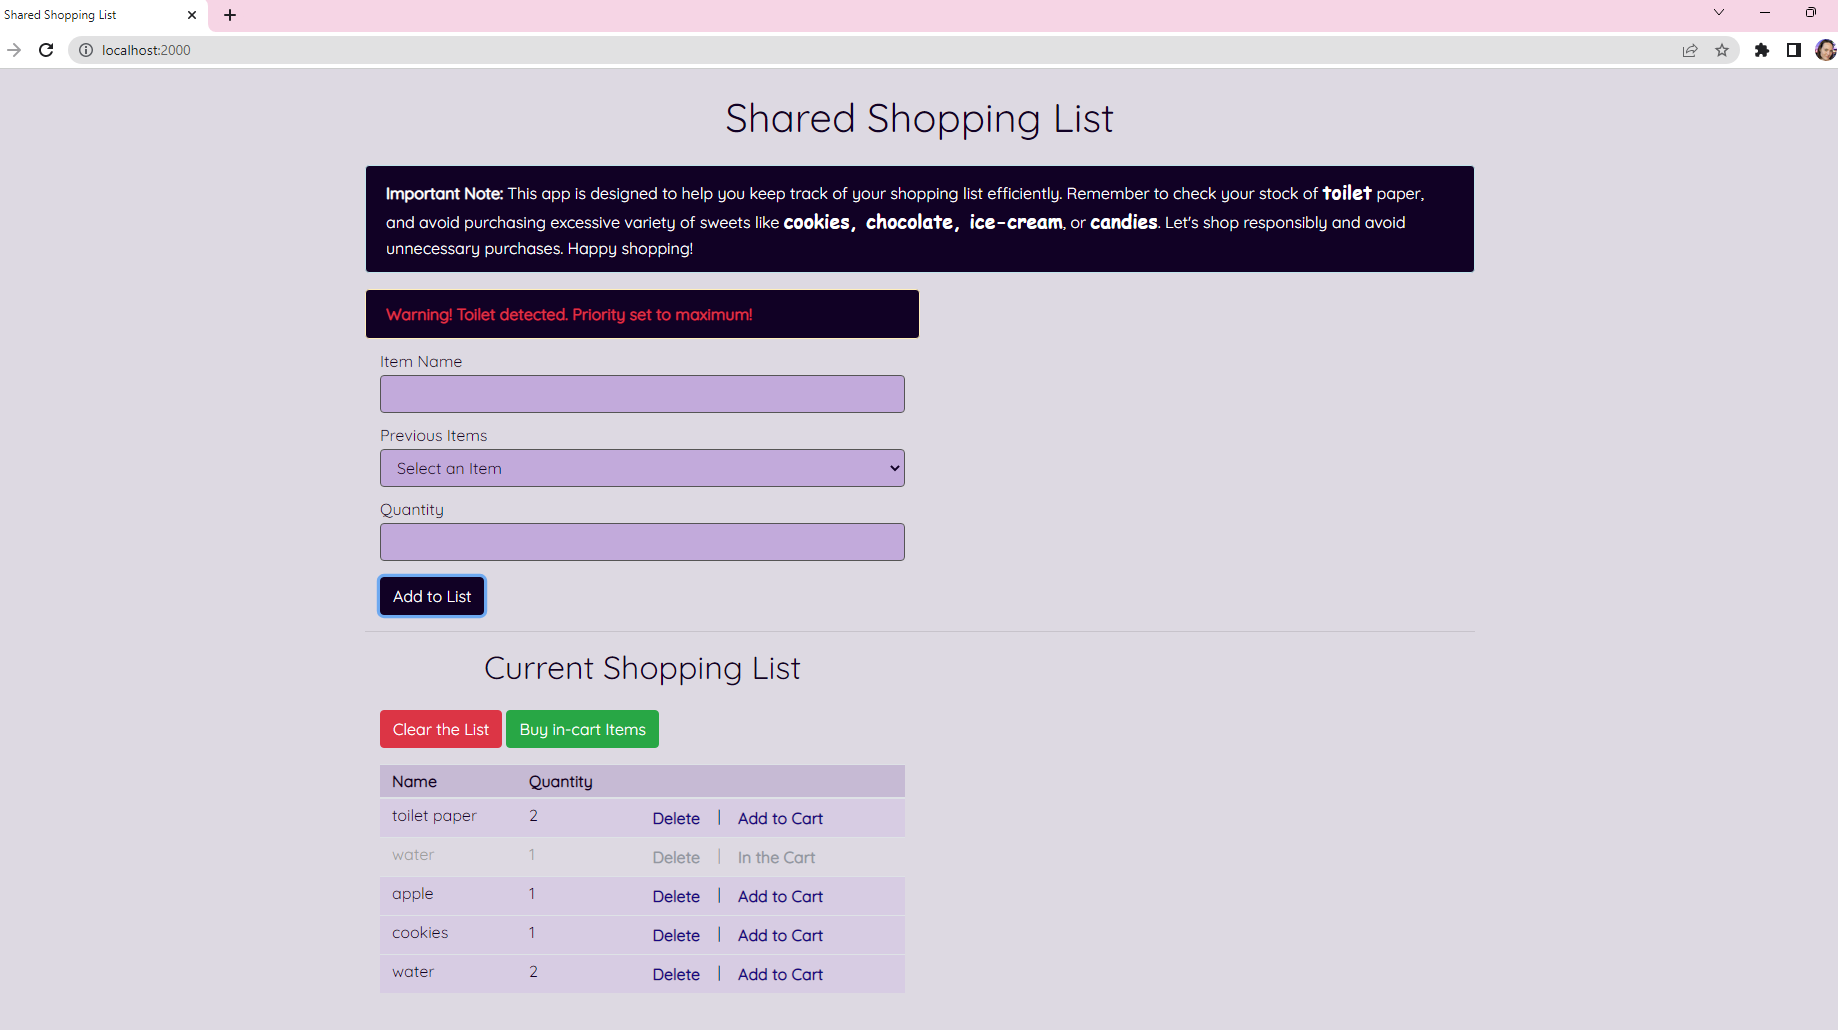 Shared Shopping List
localhost:2000
Shared Shopping List
Important Note: This app is designed to help you keep track of your shopping list efficiently. Remember to check your stock of toilet paper,
and avoid purchasing excessive variety of sweets like cookies, chocolate, ice-cream, or candies. Let's shop responsibly and avoid
unnecessary purchases. Happy shopping!
Warning! Toilet detected. Priority set to maximum!
Item Name
Previous Items
Select an Item
Quantity
Add to List
Current Shopping List
Clear the List Buy in-cart Items
Name Quantity
toilet paper 2 Delete | Add to Cart
water 1 Delete | In the Cart
apple 1 Delete | Add to Cart
cookies 1 Delete | Add to Cart
water 2 Delete | Add to Cart